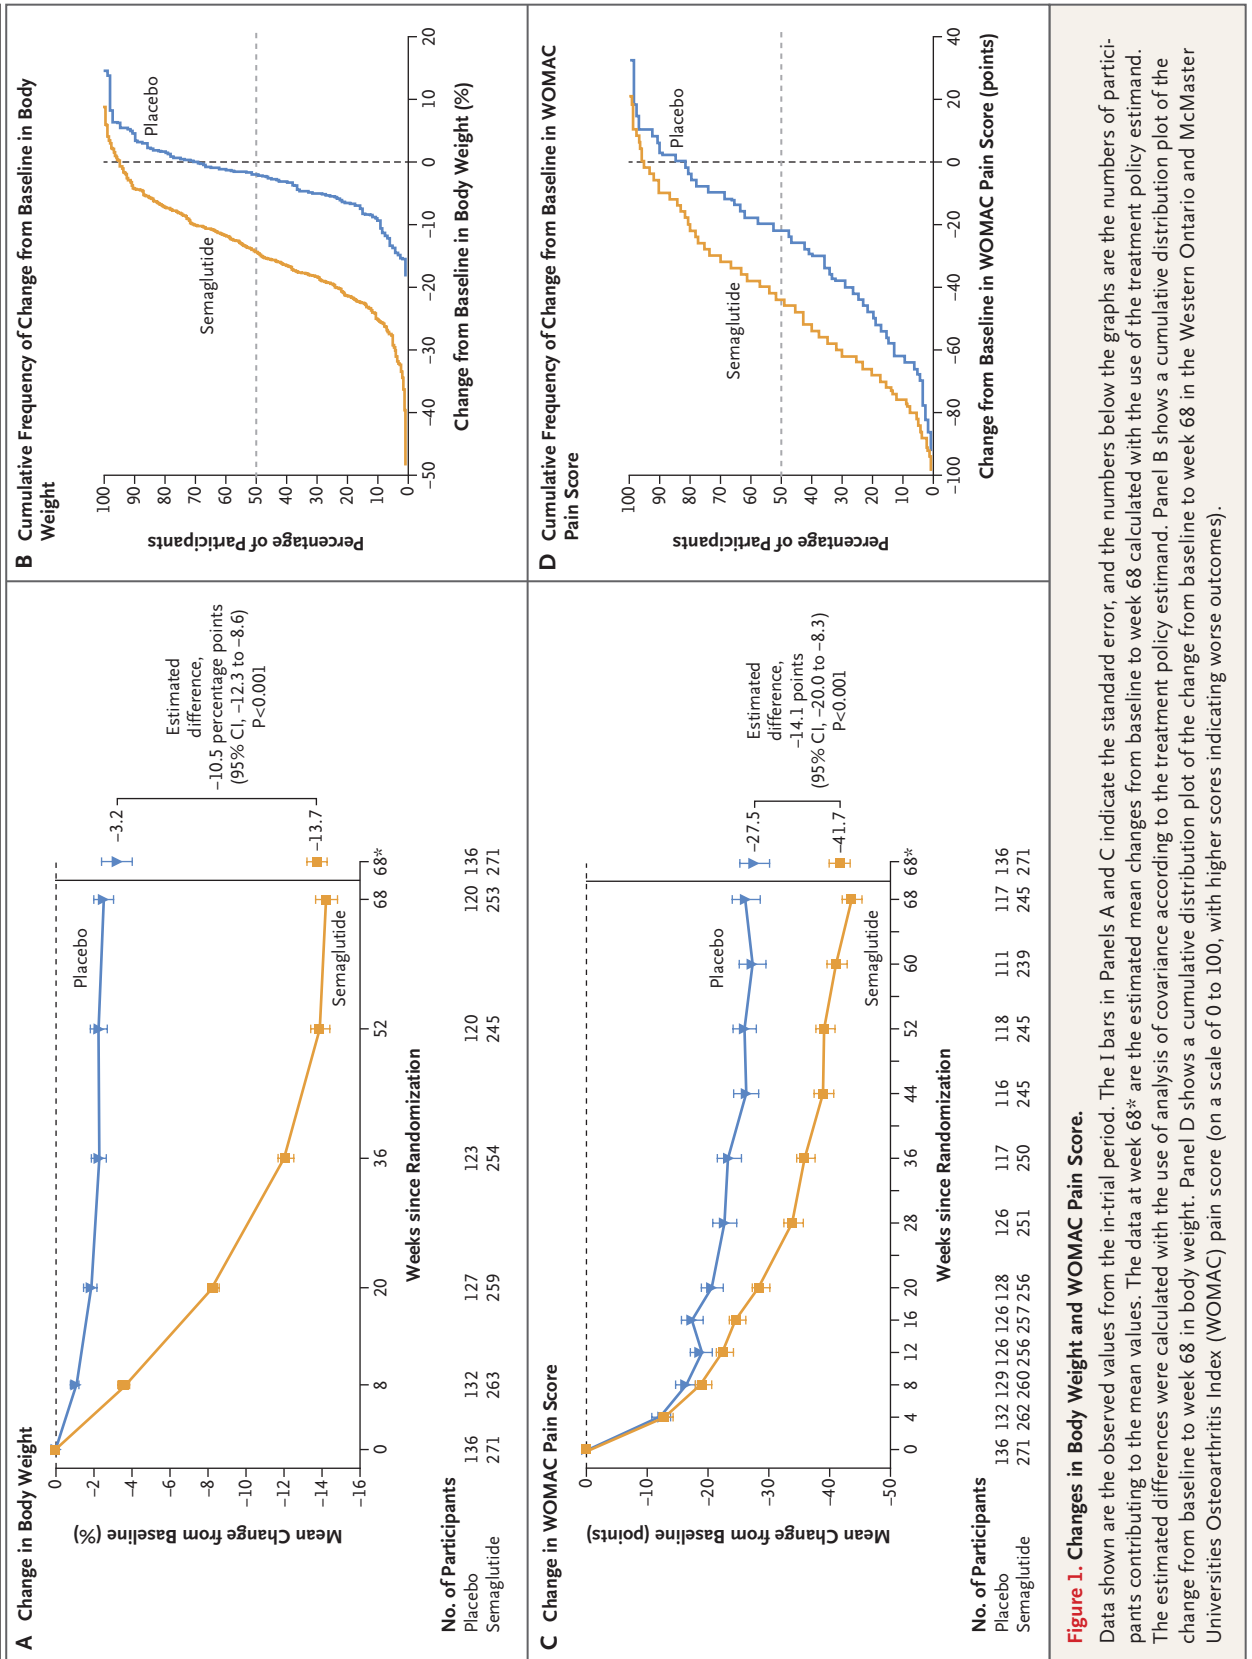 A Change in Body Weight
Mean Change from Baseline (%)
0
−2
−4
−6
−8
−10
−12
−14
−16
Placebo
Semaglutide
−3.2
−13.7
Estimated
difference,
−10.5 percentage points
(95% CI, −12.3 to −8.6)
P<0.001
0 8 20 36 52 68 68*
Weeks since Randomization
No. of Participants
Placebo 136 132 127 123 120 120 136
Semaglutide 271 263 259 254 245 253 271
B Cumulative Frequency of Change from Baseline in Body
Weight
Percentage of Participants
100
90
80
70
60
50
40
30
20
10
0
Placebo
Semaglutide
−50 −40 −30 −20 −10 0 10 20
Change from Baseline in Body Weight (%)
C Change in WOMAC Pain Score
Mean Change from Baseline (points)
0
−10
−20
−30
−40
−50
Placebo
Semaglutide
−27.5
−41.7
Estimated
difference,
−14.1 points
(95% CI, −20.0 to −8.3)
P<0.001
0 4 8 12 16 20 28 36 44 52 60 68 68*
Weeks since Randomization
No. of Participants
Placebo 136 132 129 126 126 128 126 117 116 118 111 117 136
Semaglutide 271 262 260 256 257 256 251 250 245 245 239 245 271
D Cumulative Frequency of Change from Baseline in WOMAC
Pain Score
Percentage of Participants
100
90
80
70
60
50
40
30
20
10
0
Placebo
Semaglutide
−100 −80 −60 −40 −20 0 20 40
Change from Baseline in WOMAC Pain Score (points)
Figure 1. Changes in Body Weight and WOMAC Pain Score.
Data shown are the observed values from the in-trial period. The I bars in Panels A and C indicate the standard error, and the numbers below the graphs are the numbers of partici-
pants contributing to the mean values. The data at week 68* are the estimated mean changes from baseline to week 68 calculated with the use of the treatment policy estimand.
The estimated differences were calculated with the use of analysis of covariance according to the treatment policy estimand. Panel B shows a cumulative distribution plot of the
change from baseline to week 68 in body weight. Panel D shows a cumulative distribution plot of the change from baseline to week 68 in the Western Ontario and McMaster
Universities Osteoarthritis Index (WOMAC) pain score (on a scale of 0 to 100, with higher scores indicating worse outcomes).